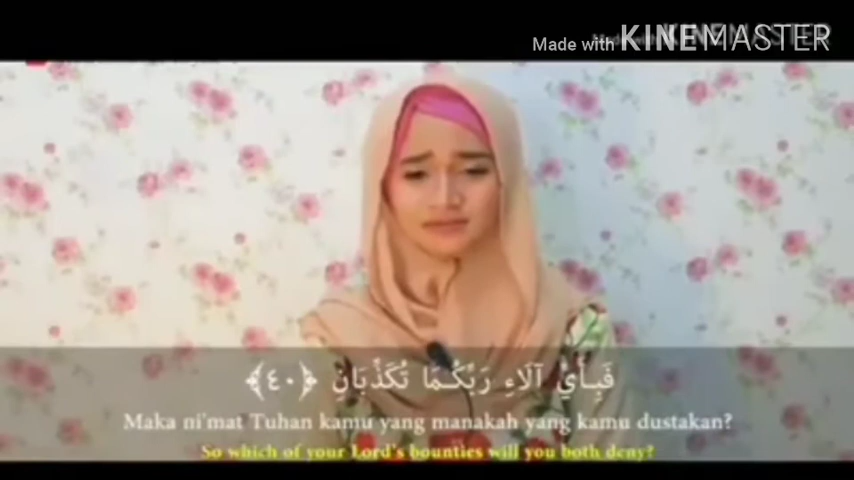 Made with KINEMASTER
فَبِأَيِّ آلَاءِ رَبِّكُمَا تُكَذِّبَانِ ﴿٤٠﴾
Maka ni'mat Tuhan kamu yang manakah yang kamu dustakan?
So which of your Lord's bounties will you both deny?